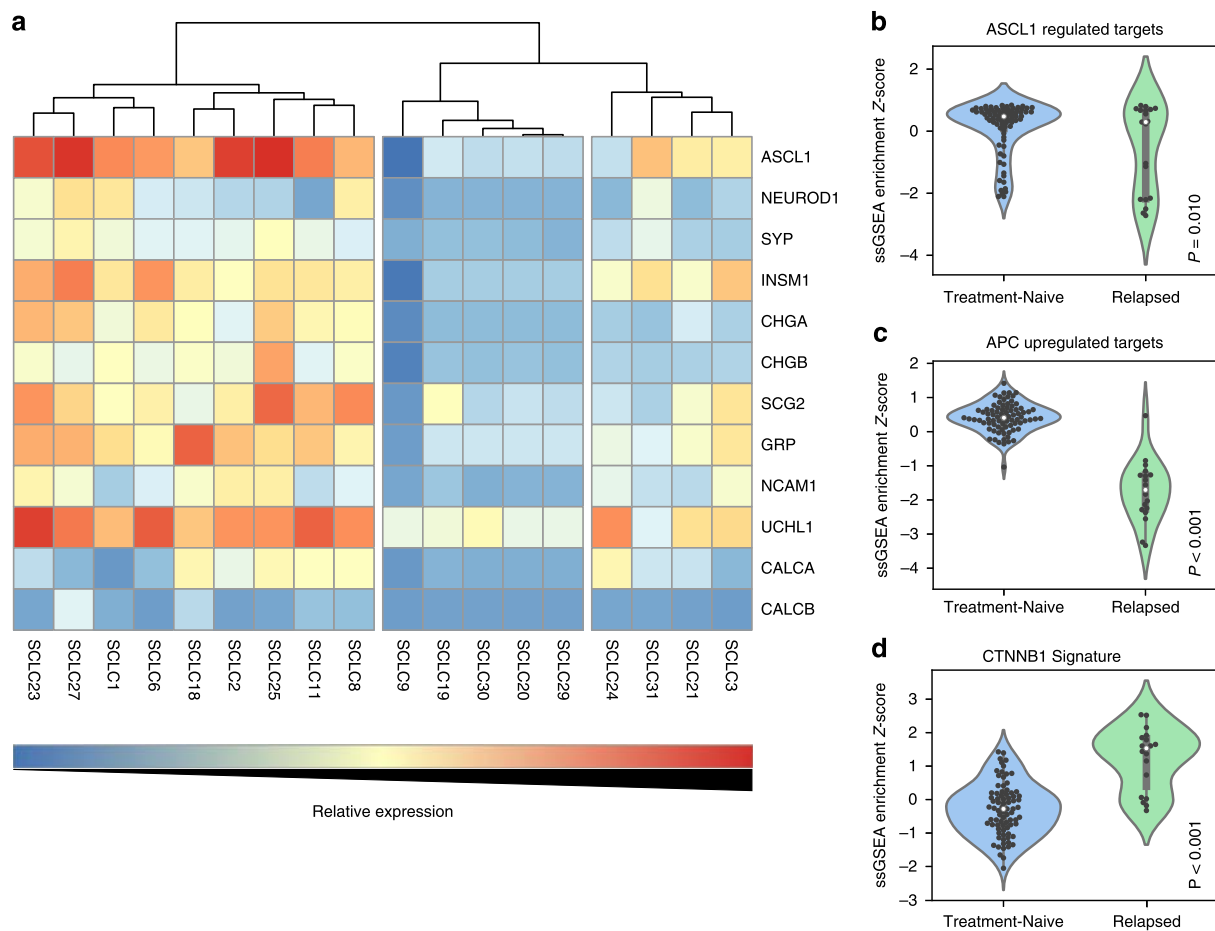 a
ASCL1
NEUROD1
SYP
INSM1
CHGA
CHGB
SCG2
GRP
NCAM1
UCHL1
CALCA
CALCB
SCLC23
SCLC27
SCLC1
SCLC6
SCLC18
SCLC2
SCLC25
SCLC11
SCLC8
SCLC9
SCLC19
SCLC30
SCLC20
SCLC29
SCLC24
SCLC31
SCLC21
SCLC3
Relative expression
b
ASCL1 regulated targets
ssGSEA enrichment Z-score
2
0
−2
−4
P = 0.010
Treatment-Naive Relapsed
c
APC upregulated targets
ssGSEA enrichment Z-score
2
1
0
−1
−2
−3
−4
P < 0.001
Treatment-Naive Relapsed
d
CTNNB1 Signature
ssGSEA enrichment Z-score
3
2
1
0
−1
−2
−3
P < 0.001
Treatment-Naive Relapsed